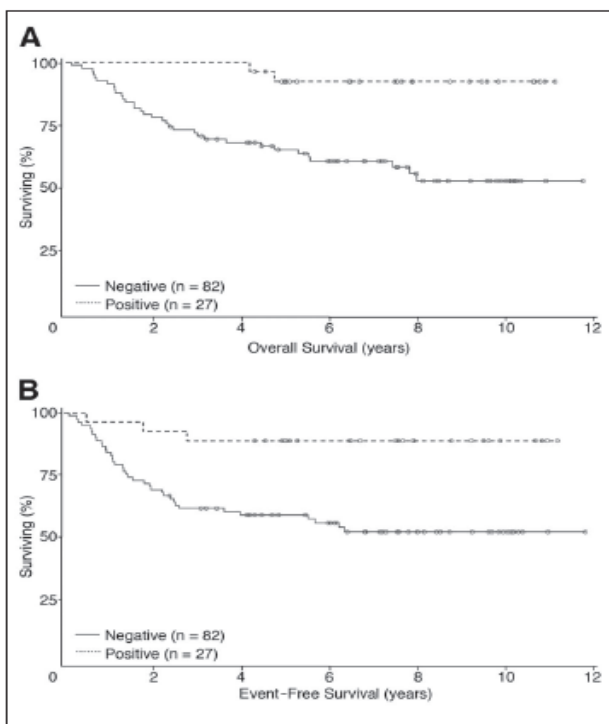 A
100
75
50
25
0
Surviving (%)
Negative (n = 82)
Positive (n = 27)
2 4 6 8 10 12
Overall Survival (years)
B
100
75
50
25
0
Surviving (%)
Negative (n = 82)
Positive (n = 27)
2 4 6 8 10 12
Event-Free Survival (years)